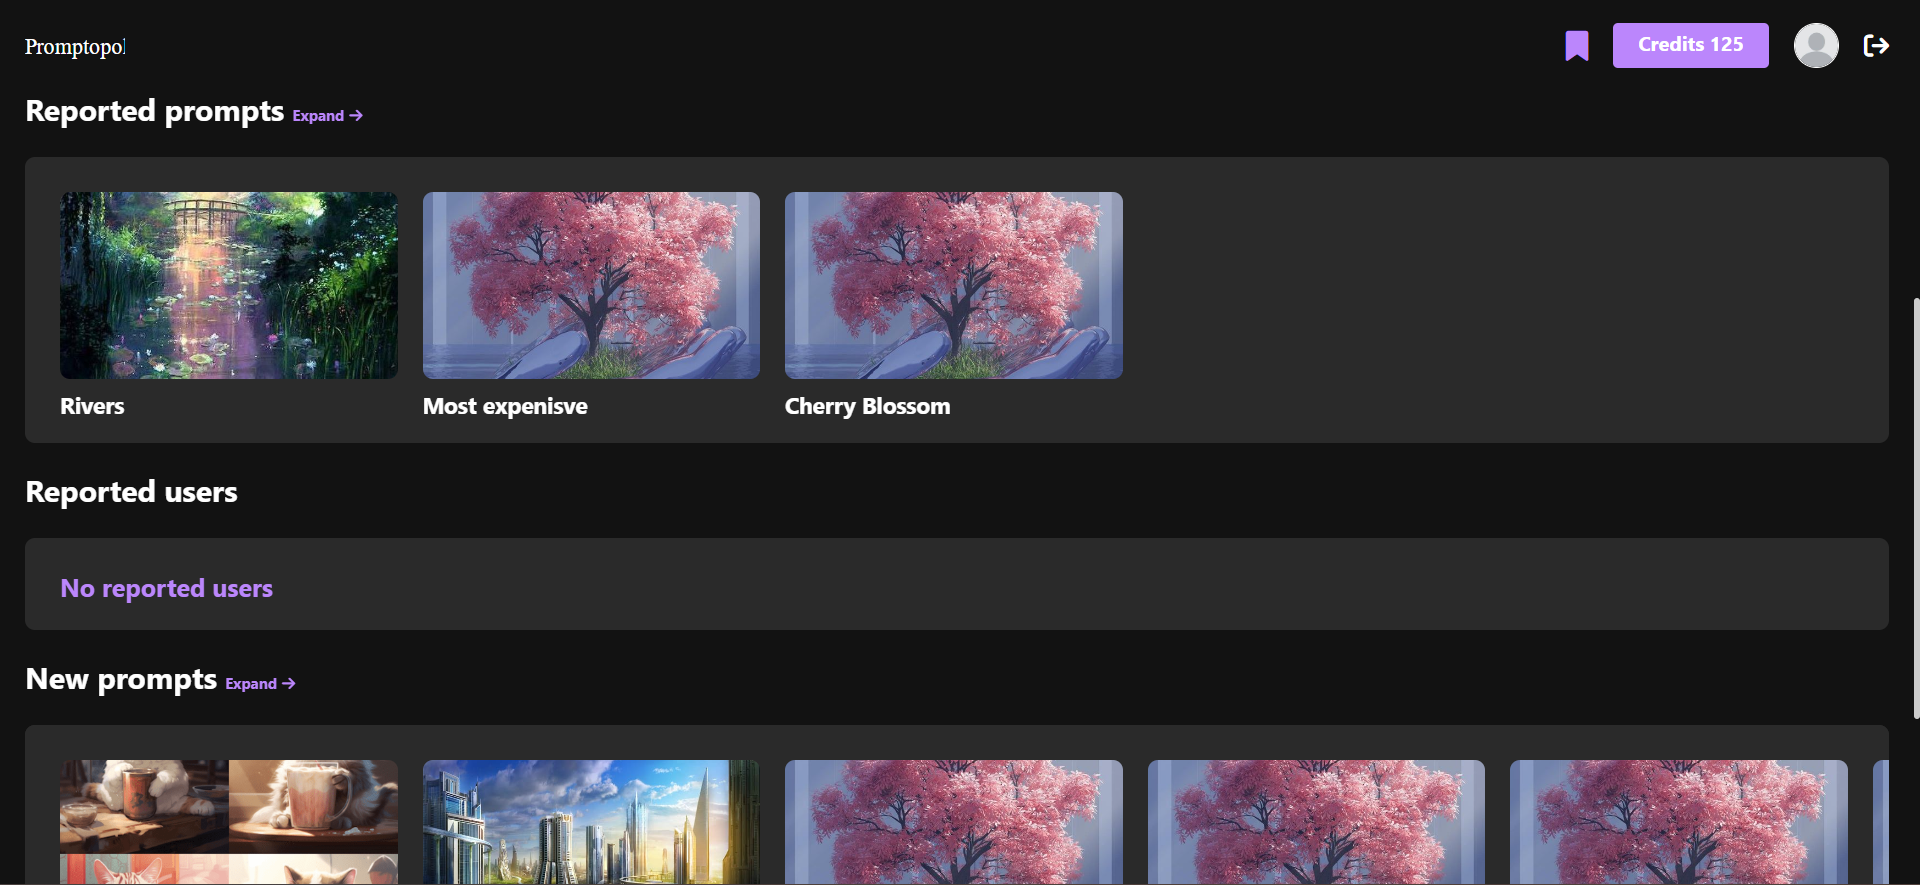 Promptopol
Credits 125
Reported prompts Expand →
Rivers
Most expenisve
Cherry Blossom
Reported users
No reported users
New prompts Expand →